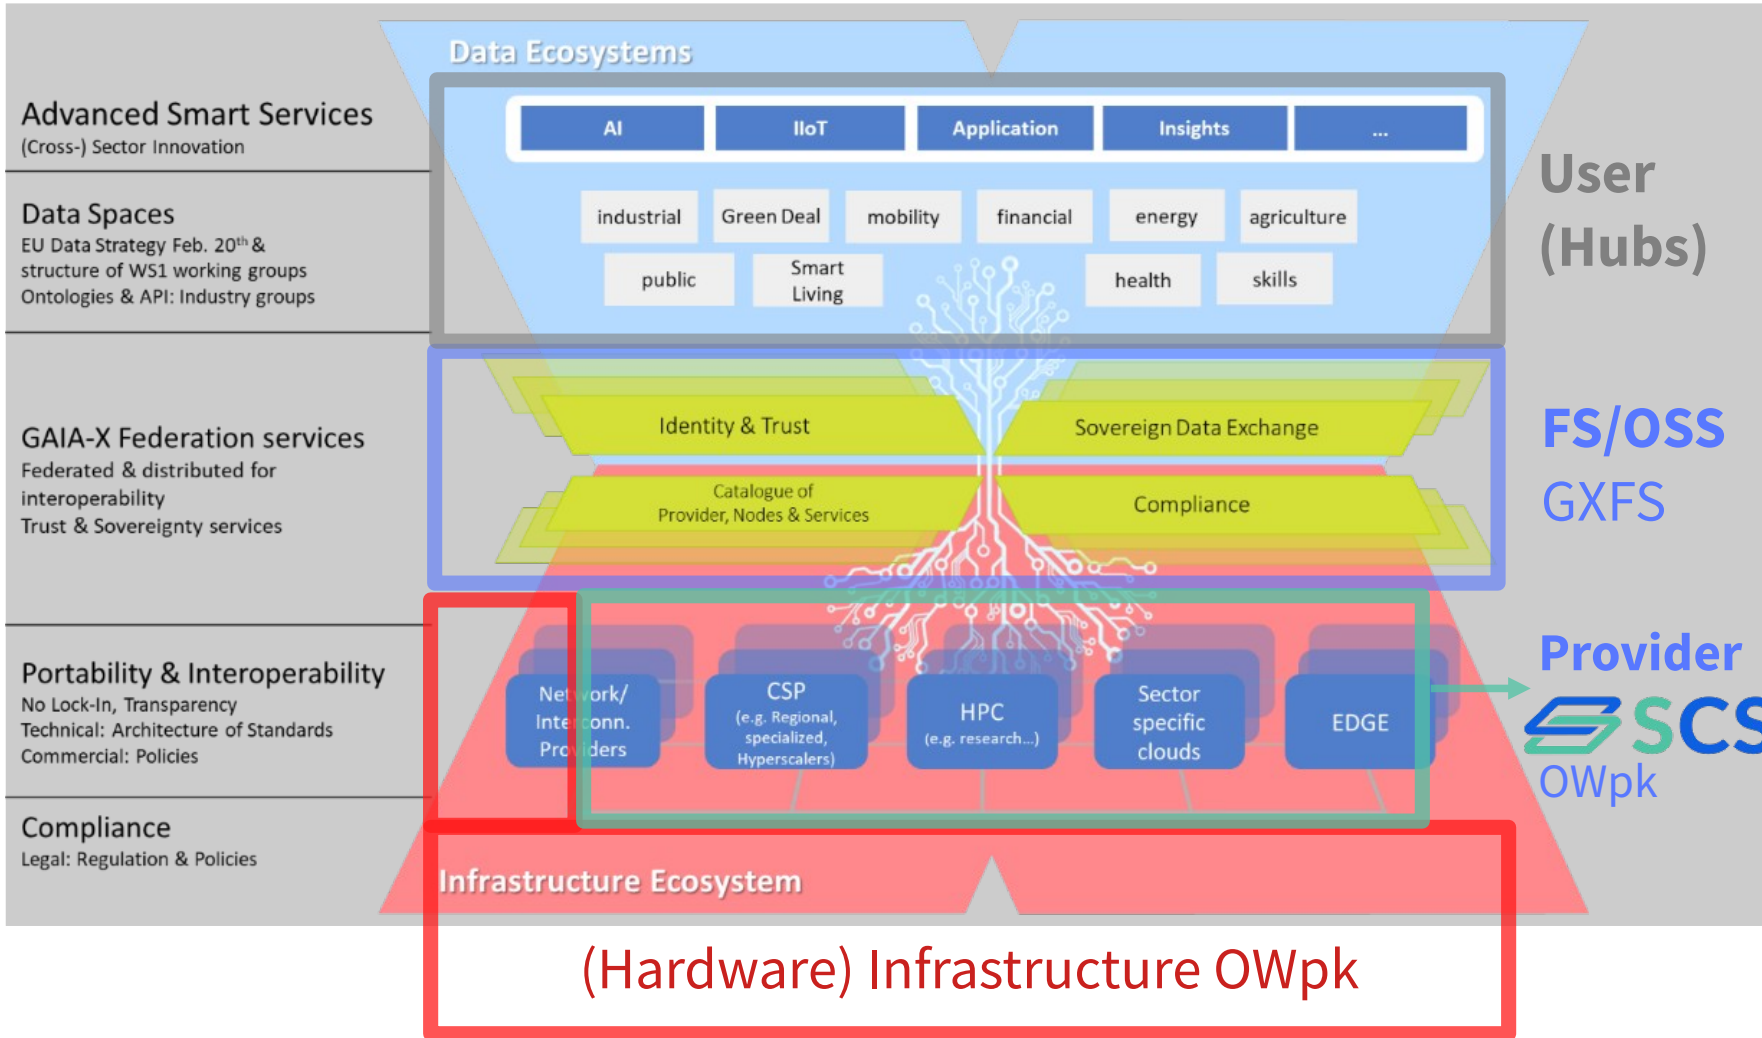 Data Ecosystems
Advanced Smart Services
(Cross-) Sector Innovation
AI
IIoT
Application
Insights
...
User
(Hubs)
Data Spaces
EU Data Strategy Feb. 20th &
structure of WS1 working groups
Ontologies & API: Industry groups
industrial
Green Deal
mobility
financial
energy
agriculture
public
Smart
Living
health
skills
GAIA-X Federation services
Federated & distributed for
interoperability
Trust & Sovereignty services
Identity & Trust
Sovereign Data Exchange
Catalogue of
Provider, Nodes & Services
Compliance
FS/OSS
GXFS
Portability & Interoperability
No Lock-In, Transparency
Technical: Architecture of Standards
Commercial: Policies
Network/
Interconn.
Providers
CSP
(e.g. Regional,
specialized,
Hyperscalers)
HPC
(e.g. research...)
Sector
specific
clouds
EDGE
Provider
SCS
OWpk
Compliance
Legal: Regulation & Policies
Infrastructure Ecosystem
(Hardware) Infrastructure OWpk